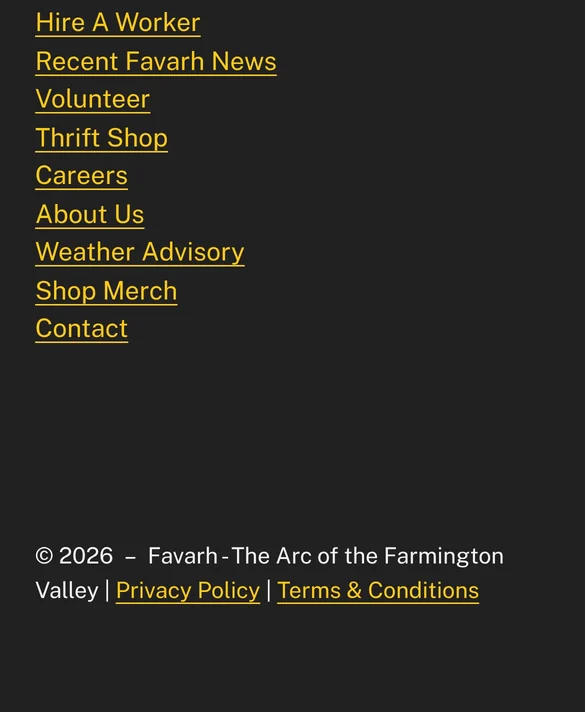 Hire A Worker
Recent Favarh News
Volunteer
Thrift Shop
Careers
About Us
Weather Advisory
Shop Merch
Contact
© 2026 – Favarh - The Arc of the Farmington
Valley | Privacy Policy | Terms & Conditions